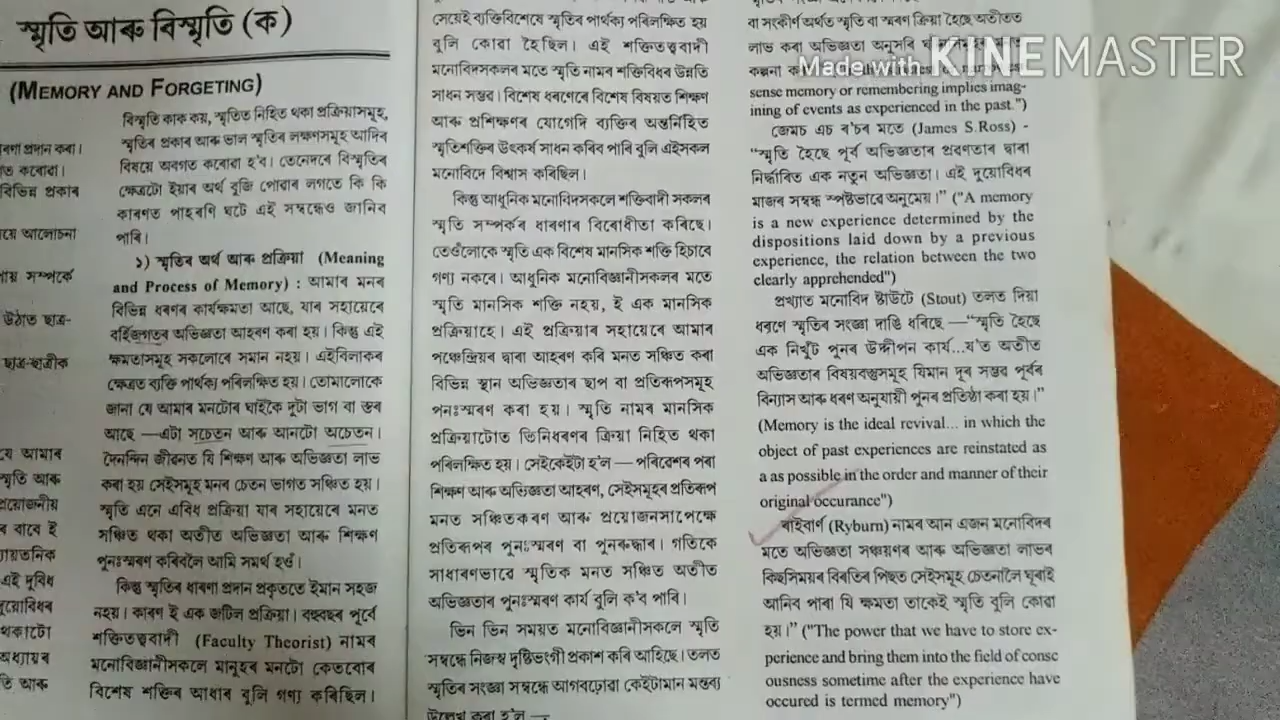 স্মৃতি আৰু বিস্মৃতি (ক)
(MEMORY AND FORGETING)
বিস্মৃতি কাক কয়, স্মৃতিত নিহিত থকা প্ৰক্ৰিয়াসমূহ,
স্মৃতিৰ প্ৰকাৰ আৰু ভাল স্মৃতিৰ লক্ষণসমূহ আদিৰ
বিষয়ে অবগত কৰোৱা হ'ব। তেনেদৰে বিস্মৃতিৰ
ক্ষেত্ৰটো ইয়াৰ অৰ্থ বুজি পোৱাৰ লগতে কি কি
কাৰণত পাহৰণি ঘটে এই সম্বন্ধেও জানিব
পাৰি।
১) স্মৃতিৰ অৰ্থ আৰু প্ৰক্ৰিয়া (Meaning
and Process of Memory) : আমাৰ মনৰ
বিভিন্ন ধৰণৰ কাৰ্যক্ষমতা আছে, যাৰ সহায়েৰে
বৰ্হিজগতৰ অভিজ্ঞতা আহৰণ কৰা হয়। কিন্তু এই
ক্ষমতাসমূহ সকলোৰে সমান নহয়। এইবিলাকৰ
ক্ষেত্ৰত ব্যক্তি পাৰ্থক্য পৰিলক্ষিত হয়। তোমালোকে
জানা যে আমাৰ মনটোৰ ঘাইকৈ দুটা ভাগ বা স্তৰ
আছে —এটা সচেতন আৰু আনটো অচেতন।
দৈনন্দিন জীৱনত যি শিক্ষণ আৰু অভিজ্ঞতা লাভ
কৰা হয় সেইসমূহ মনৰ চেতন ভাগত সঞ্চিত হয়।
স্মৃতি এনে এবিধ প্ৰক্ৰিয়া যাৰ সহায়েৰে মনত
সঞ্চিত থকা অতীত অভিজ্ঞতা আৰু শিক্ষণ
পুনঃস্মৰণ কৰিবলৈ আমি সমৰ্থ হওঁ।
কিন্তু স্মৃতিৰ ধাৰণা প্ৰদান প্ৰকৃততে ইমান সহজ
নহয়। কাৰণ ই এক জটিল প্ৰক্ৰিয়া। বহুবছৰ পূৰ্বে
শক্তিতত্ত্ববাদী (Faculty Theorist) নামৰ
মনোবিজ্ঞানীসকলে মানুহৰ মনটো কেতবোৰ
বিশেষ শক্তিৰ আধাৰ বুলি গণ্য কৰিছিল।
সেয়েই ব্যক্তিবিশেষে স্মৃতিৰ পাৰ্থক্য পৰিলক্ষিত হয়
বুলি কোৱা হৈছিল। এই শক্তিতত্ত্ববাদী
মনোবিদসকলৰ মতে স্মৃতি নামৰ শক্তিবিধৰ উন্নতি
সাধন সম্ভৱ। বিশেষ ধৰণেৰে বিশেষ বিষয়ত শিক্ষণ
আৰু প্ৰশিক্ষণৰ যোগেদি ব্যক্তিৰ অন্তৰ্নিহিত
স্মৃতিশক্তিৰ উৎকৰ্ষ সাধন কৰিব পাৰি বুলি এইসকল
মনোবিদে বিশ্বাস কৰিছিল।
কিন্তু আধুনিক মনোবিদসকলে শক্তিবাদী সকলৰ
স্মৃতি সম্পৰ্কৰ ধাৰণাৰ বিৰোধীতা কৰিছে।
তেওঁলোকে স্মৃতি এক বিশেষ মানসিক শক্তি হিচাবে
গণ্য নকৰে। আধুনিক মনোবিজ্ঞানীসকলৰ মতে
স্মৃতি মানসিক শক্তি নহয়, ই এক মানসিক
প্ৰক্ৰিয়াহে। এই প্ৰক্ৰিয়াৰ সহায়েৰে আমাৰ
পঞ্চেন্দ্ৰিয়ৰ দ্বাৰা আহৰণ কৰি মনত সঞ্চিত কৰা
বিভিন্ন স্থান অভিজ্ঞতাৰ ছাপ বা প্ৰতিৰূপসমূহ
পনঃস্মৰণ কৰা হয়। স্মৃতি নামৰ মানসিক
প্ৰক্ৰিয়াটোত তিনিধৰণৰ ক্ৰিয়া নিহিত থকা
পৰিলক্ষিত হয়। সেইকেইটা হ'ল — পৰিৱেশৰ পৰা
শিক্ষণ আৰু অভিজ্ঞতা আহৰণ, সেইসমূহৰ প্ৰতিৰূপ
মনত সঞ্চিতকৰণ আৰু প্ৰয়োজনসাপেক্ষে
প্ৰতিৰূপৰ পুনঃস্মৰণ বা পুনৰুদ্ধাৰ। গতিকে
সাধাৰণভাৱে স্মৃতিক মনত সঞ্চিত অতীত
অভিজ্ঞতাৰ পুনঃস্মৰণ কাৰ্য বুলি ক'ব পাৰি।
ভিন ভিন সময়ত মনোবিজ্ঞানীসকলে স্মৃতি
সম্বন্ধে নিজস্ব দৃষ্টিভংগী প্ৰকাশ কৰি আহিছে। তলত
স্মৃতিৰ সংজ্ঞা সম্বন্ধে আগবঢ়োৱা কেইটামান মন্তব্য
উল্লেখ কৰা হ'ল —
বা সংকীৰ্ণ অৰ্থত স্মৃতি বা স্মৰণ ক্ৰিয়া হৈছে অতীতত
লাভ কৰা অভিজ্ঞতা অনুসৰি
কল্পনা
Made with KINEMASTER
sense memory or remembering implies imag-
ining of events as experienced in the past.")
জেমচ এচ ৰ'চৰ মতে (James S.Ross) -
“স্মৃতি হৈছে পূৰ্ব অভিজ্ঞতাৰ প্ৰবণতাৰ দ্বাৰা
নিৰ্দ্ধাৰিত এক নতুন অভিজ্ঞতা। এই দুয়োবিধৰ
মাজৰ সম্বন্ধ স্পষ্টভাৱে অনুমেয়।” ("A memory
is a new experience determined by the
dispositions laid down by a previous
experience, the relation between the two
clearly apprehended")
প্ৰখ্যাত মনোবিদ ষ্টাউটে (Stout) তলত দিয়া
ধৰণে স্মৃতিৰ সংজ্ঞা দাঙি ধৰিছে —“স্মৃতি হৈছে
এক নিখুঁট পুনৰ উদ্দীপন কাৰ্য...য'ত অতীত
অভিজ্ঞতাৰ বিষয়বস্তুসমূহ যিমান দূৰ সম্ভৱ পূৰ্বৰ
বিন্যাস আৰু ধৰণ অনুযায়ী পুনৰ প্ৰতিষ্ঠা কৰা হয়।”
(Memory is the ideal revival... in which the
object of past experiences are reinstated as
a as possible in the order and manner of their
original occurance")
ৰাইবাৰ্ণ (Ryburn) নামৰ আন এজন মনোবিদৰ
মতে অভিজ্ঞতা সঞ্চয়ণৰ আৰু অভিজ্ঞতা লাভৰ
কিছুসময়ৰ বিৰতিৰ পিছত সেইসমূহ চেতনালৈ ঘূৰাই
আনিব পাৰা যি ক্ষমতা তাকেই স্মৃতি বুলি কোৱা
হয়।” ("The power that we have to store ex-
perience and bring them into the field of consc
ousness sometime after the experience have
occured is termed memory")